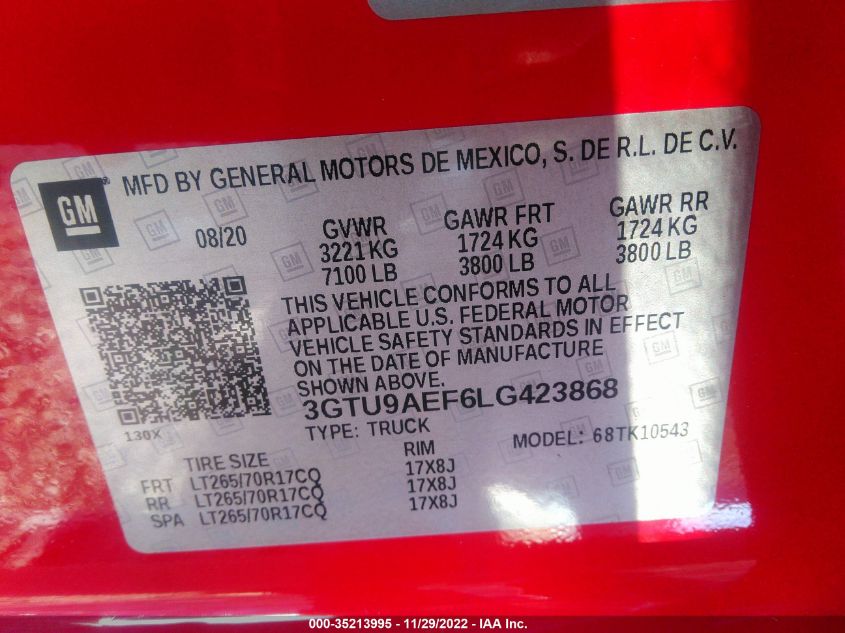 GM
MFD BY GENERAL MOTORS DE MEXICO, S. DE R.L. DE C.V.
08/20
GVWR
3221 KG
7100 LB
GAWR FRT
1724 KG
3800 LB
GAWR RR
1724 KG
3800 LB
THIS VEHICLE CONFORMS TO ALL
APPLICABLE U.S. FEDERAL MOTOR
VEHICLE SAFETY STANDARDS IN EFFECT
ON THE DATE OF MANUFACTURE
SHOWN ABOVE.
3GTU9AEF6LG423868
130X
TYPE: TRUCK
MODEL: 68TK10543
TIRE SIZE
RIM
FRT LT265/70R17CQ 17X8J
RR LT265/70R17CQ 17X8J
SPA LT265/70R17CQ 17X8J
000-35213995 - 11/29/2022 - IAA Inc.